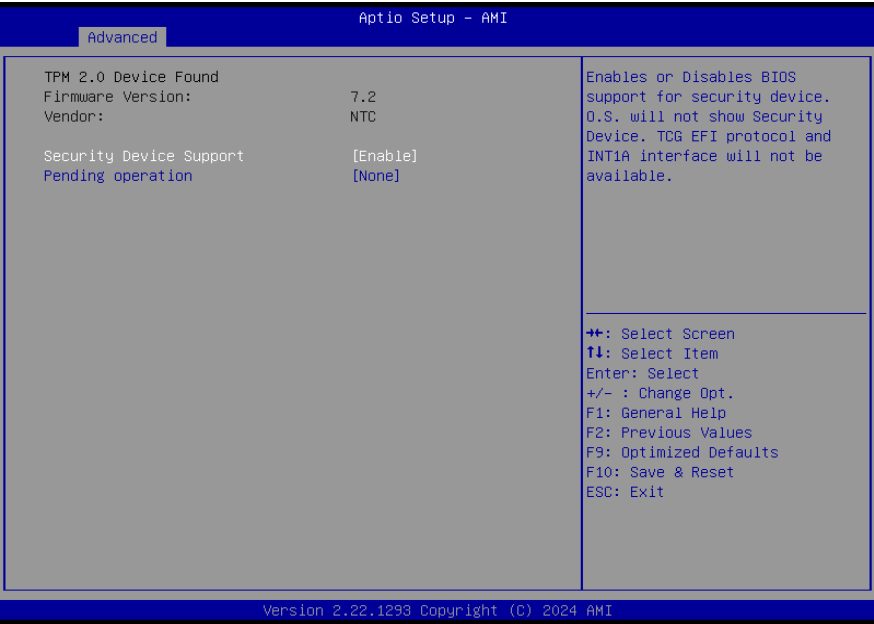 Aptio Setup – AMI
Advanced
TPM 2.0 Device Found
Firmware Version: 7.2
Vendor: NTC
Security Device Support [Enable]
Pending operation [None]
Enables or Disables BIOS
support for security device.
O.S. will not show Security
Device. TCG EFI protocol and
INT1A interface will not be
available.
→←: Select Screen
↑↓: Select Item
Enter: Select
+/- : Change Opt.
F1: General Help
F2: Previous Values
F9: Optimized Defaults
F10: Save & Reset
ESC: Exit
Version 2.22.1293 Copyright (C) 2024 AMI